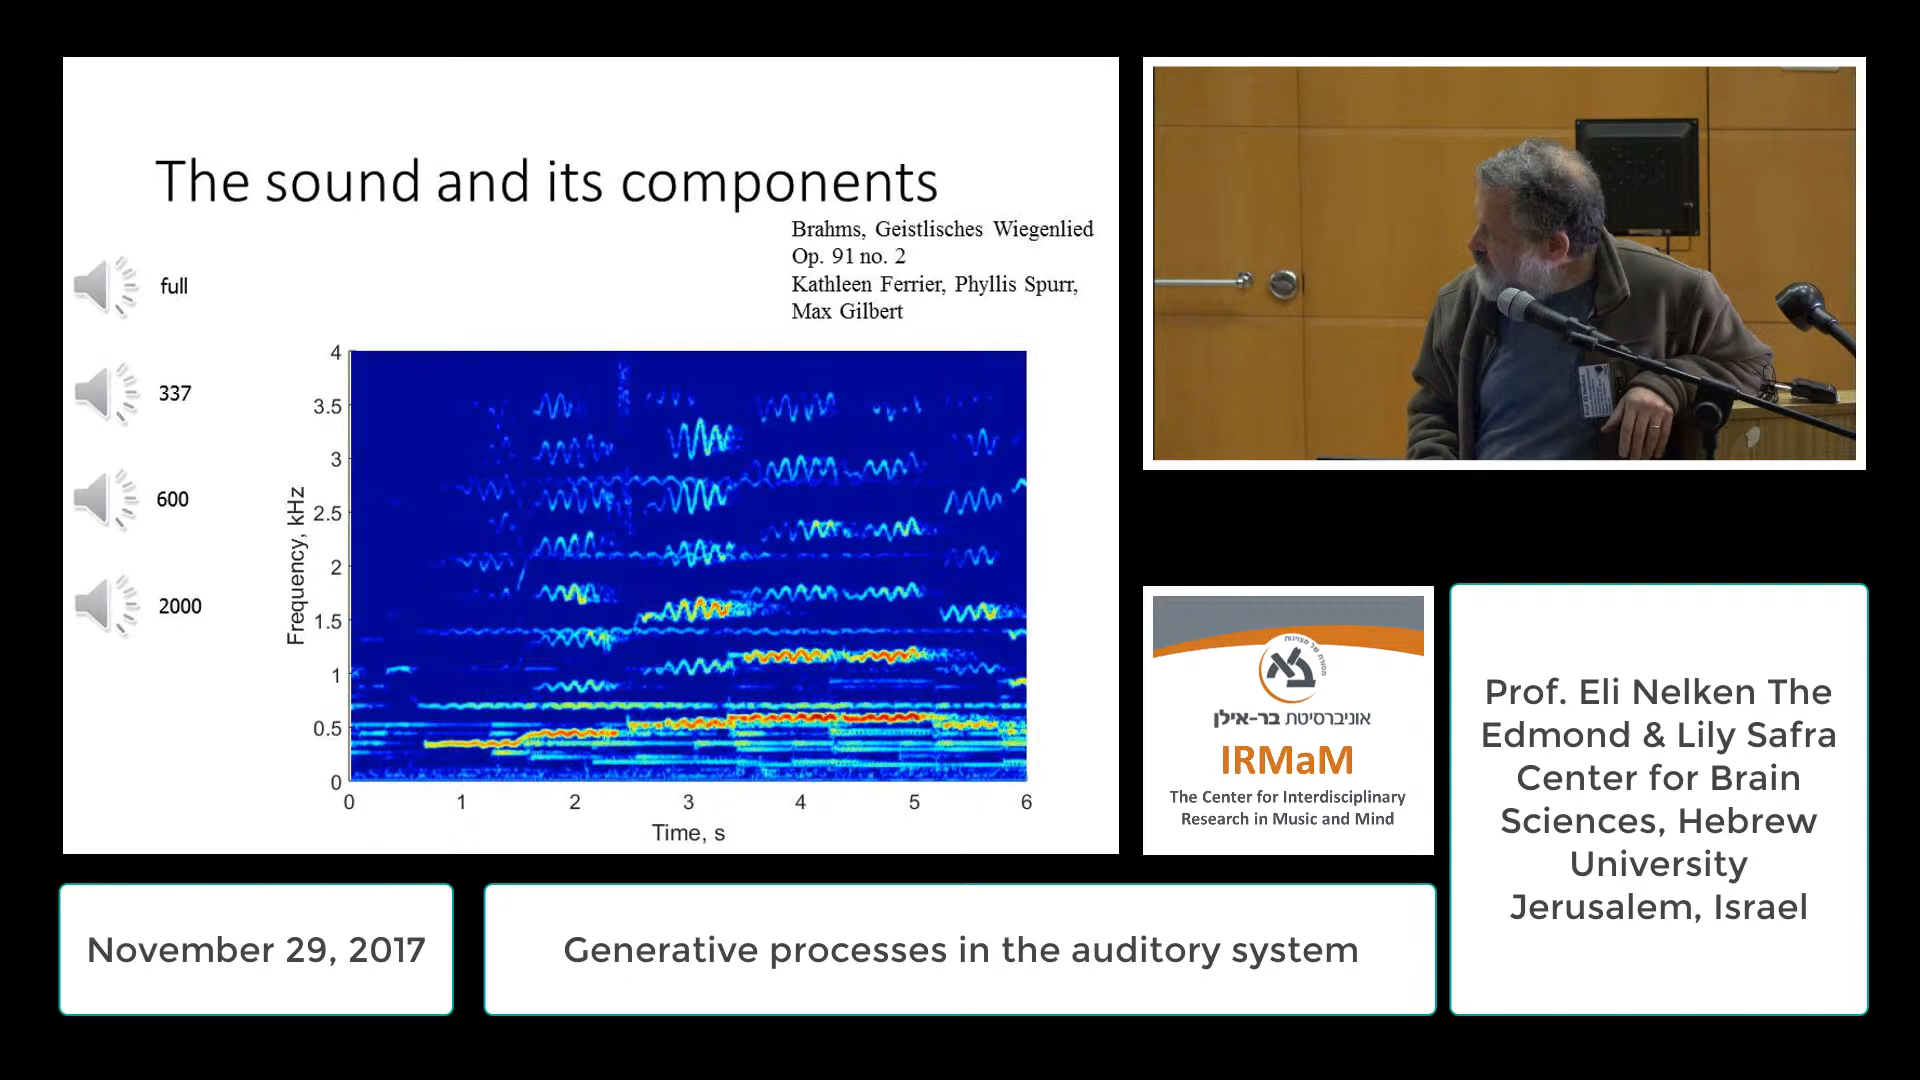 The sound and its components
Brahms, Geistlisches Wiegenlied
Op. 91 no. 2
Kathleen Ferrier, Phyllis Spurr,
Max Gilbert
full
337
600
2000
Frequency, kHz
4
3.5
3
2.5
2
1.5
1
0.5
0
0
1
2
3
4
5
6
Time, s
אוניברסיטת בר-אילן
IRMaM
The Center for Interdisciplinary
Research in Music and Mind
Prof. Eli Nelken The
Edmond & Lily Safra
Center for Brain
Sciences, Hebrew
University
Jerusalem, Israel
November 29, 2017
Generative processes in the auditory system